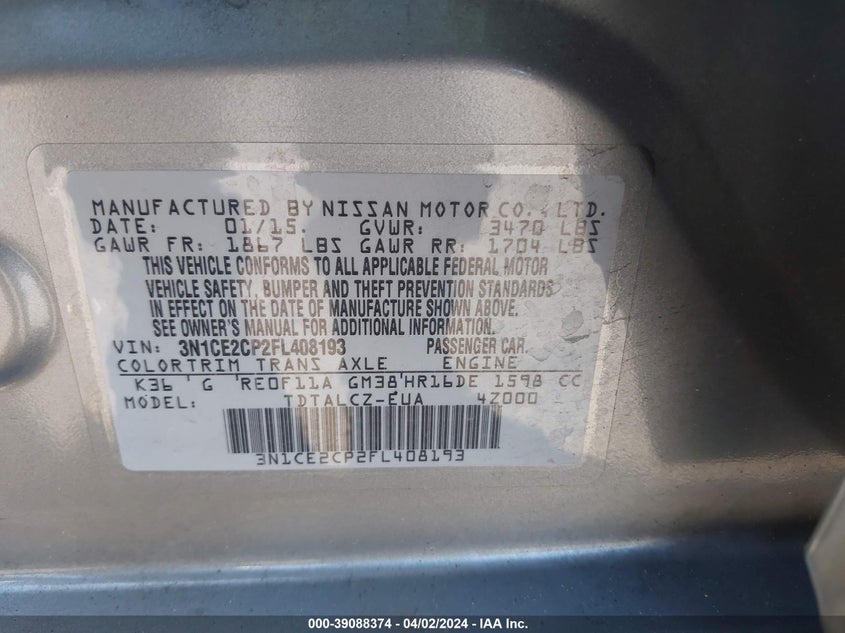 MANUFACTURED BY NISSAN MOTOR CO., LTD.
DATE: 01/15. GVWR: 3470 LBS
GAWR FR: 1867 LBS GAWR RR: 1704 LBS
THIS VEHICLE CONFORMS TO ALL APPLICABLE FEDERAL MOTOR
VEHICLE SAFETY, BUMPER AND THEFT PREVENTION STANDARDS
IN EFFECT ON THE DATE OF MANUFACTURE SHOWN ABOVE.
SEE OWNER'S MANUAL FOR ADDITIONAL INFORMATION.
VIN: 3N1CE2CP2FL408193 PASSENGER CAR.
COLORTRIM TRANS AXLE ENGINE
K36 G RE0F11A GM38 HR16DE 1598 CC
MODEL: TDTALCZ-EUA 4Z000
3N1CE2CP2FL408193
000-39088374 - 04/02/2024 - IAA Inc.